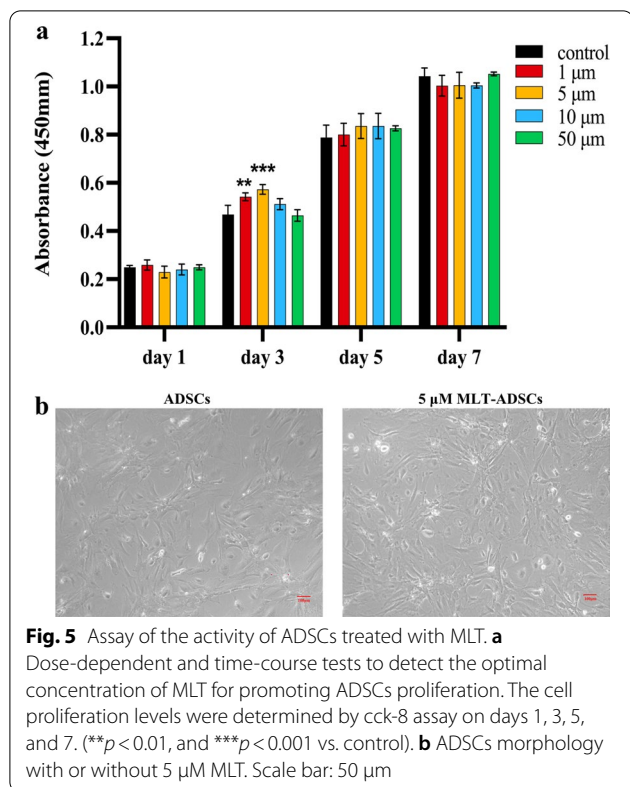 a
1.2
1.0
0.8
0.6
0.4
0.2
0.0
Absorbance (450mm)
** ***
day 1 day 3 day 5 day 7
control
1 μm
5 μm
10 μm
50 μm
b
ADSCs 5 μM MLT-ADSCs
Fig. 5 Assay of the activity of ADSCs treated with MLT. a
Dose-dependent and time-course tests to detect the optimal
concentration of MLT for promoting ADSCs proliferation. The cell
proliferation levels were determined by cck-8 assay on days 1, 3, 5,
and 7. (**p < 0.01, and ***p < 0.001 vs. control). b ADSCs morphology
with or without 5 μM MLT. Scale bar: 50 μm